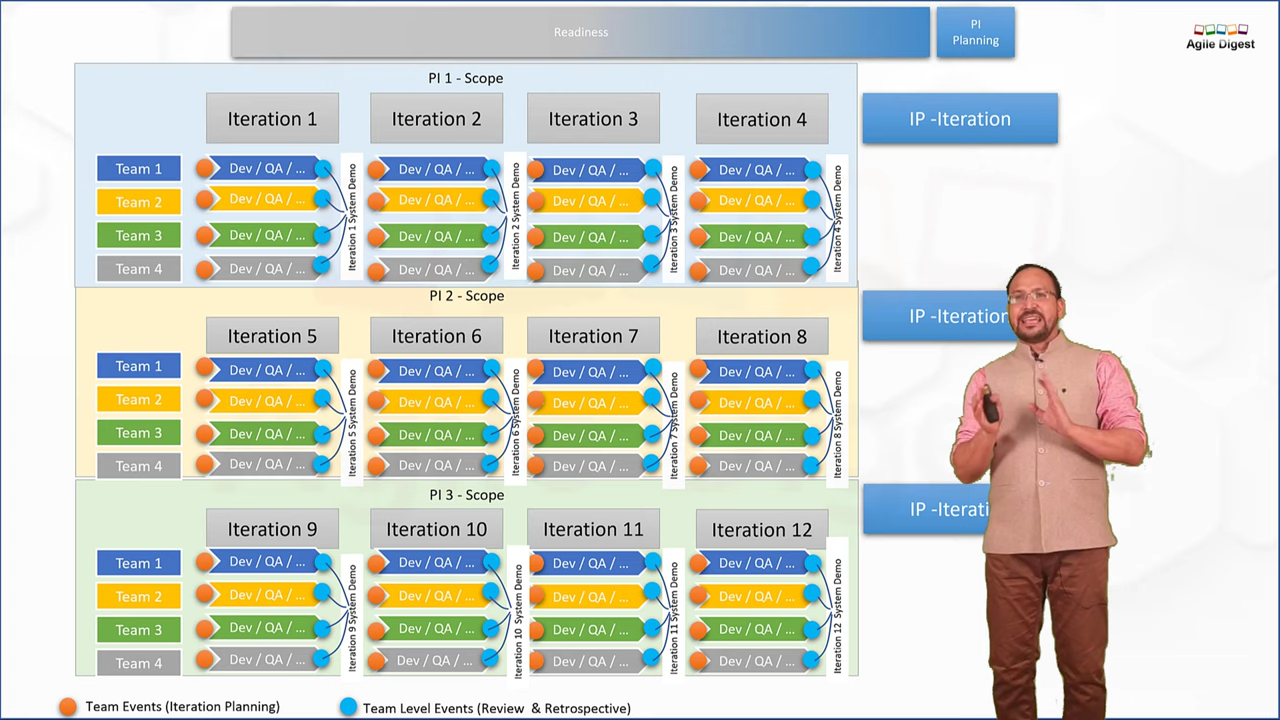 Readiness
PI
Planning
Agile Digest
PI 1 - Scope
Iteration 1
Iteration 2
Iteration 3
Iteration 4
IP -Iteration
Team 1
Dev / QA / ...
Dev / QA / ...
Dev / QA / ...
Dev / QA / ...
Team 2
Dev / QA / ...
Dev / QA / ...
Dev / QA / ...
Dev / QA / ...
Team 3
Dev / QA / ...
Dev / QA / ...
Dev / QA / ...
Dev / QA / ...
Team 4
Dev / QA / ...
Dev / QA / ...
Dev / QA / ...
Dev / QA / ...
Iteration 1 System Demo
Iteration 2 System Demo
Iteration 3 System Demo
Iteration 4 System Demo
PI 2 - Scope
Iteration 5
Iteration 6
Iteration 7
Iteration 8
IP -Iteration
Team 1
Dev / QA / ...
Dev / QA / ...
Dev / QA / ...
Dev / QA / ...
Team 2
Dev / QA / ...
Dev / QA / ...
Dev / QA / ...
Dev / QA / ...
Team 3
Dev / QA / ...
Dev / QA / ...
Dev / QA / ...
Dev / QA / ...
Team 4
Dev / QA / ...
Dev / QA / ...
Dev / QA / ...
Dev / QA / ...
Iteration 5 System Demo
Iteration 6 System Demo
Iteration 7 System Demo
Iteration 8 System Demo
PI 3 - Scope
Iteration 9
Iteration 10
Iteration 11
Iteration 12
IP -Iterati
Team 1
Dev / QA / ...
Dev / QA / ...
Dev / QA / ...
Dev / QA / ...
Team 2
Dev / QA / ...
Dev / QA / ...
Dev / QA / ...
Dev / QA / ...
Team 3
Dev / QA / ...
Dev / QA / ...
Dev / QA / ...
Dev / QA / ...
Team 4
Dev / QA / ...
Dev / QA / ...
Dev / QA / ...
Dev / QA / ...
Iteration 9 System Demo
Iteration 10 System Demo
Iteration 11 System Demo
Iteration 12 System Demo
Team Events (Iteration Planning)
Team Level Events (Review & Retrospective)